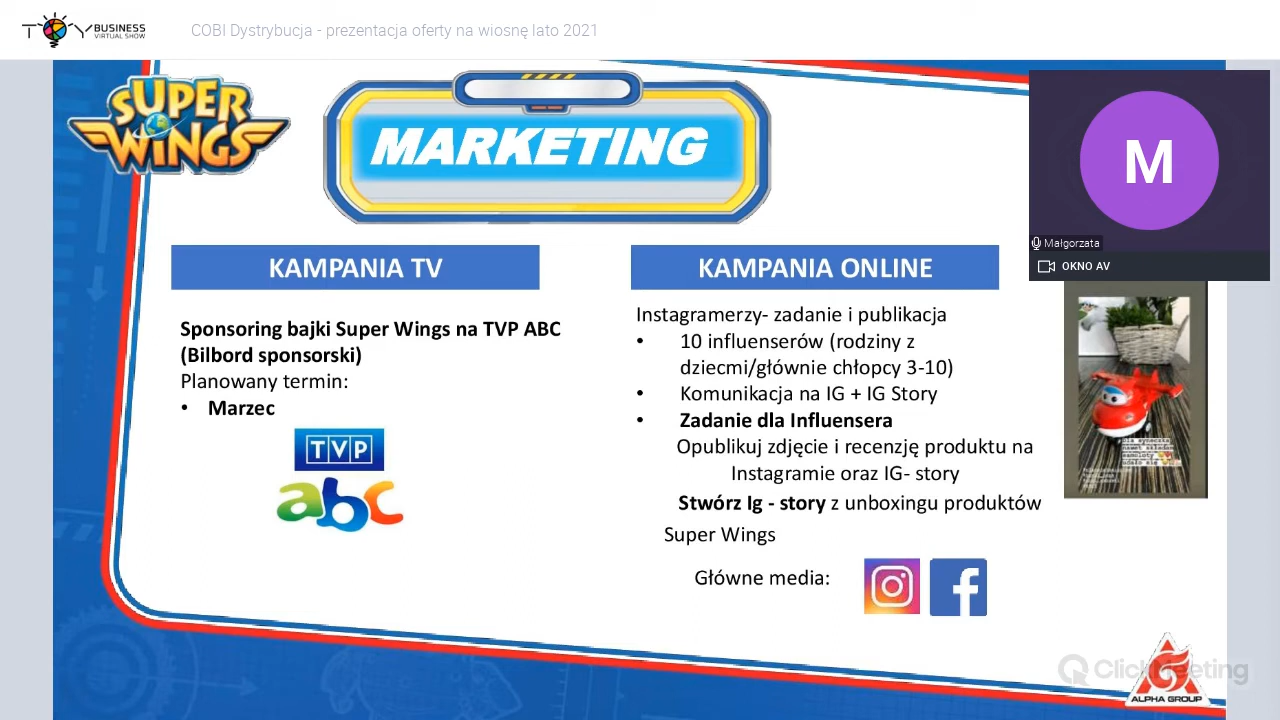 TOY BUSINESS
VIRTUAL SHOW
COBI Dystrybucja - prezentacja oferty na wiosnę lato 2021
SUPER
WINGS
MARKETING
M
Małgorzata
OKNO AV
KAMPANIA TV
Sponsoring bajki Super Wings na TVP ABC
(Bilbord sponsorski)
Planowany termin:
• Marzec
TVP
abc
KAMPANIA ONLINE
Instagramerzy- zadanie i publikacja
• 10 influenserów (rodziny z
dziecmi/głównie chłopcy 3-10)
• Komunikacja na IG + IG Story
• Zadanie dla Influensera
Opublikuj zdjęcie i recenzję produktu na
Instagramie oraz IG- story
Stwórz Ig - story z unboxingu produktów
Super Wings
Główne media:
ClickMeeting
ALPHA GROUP